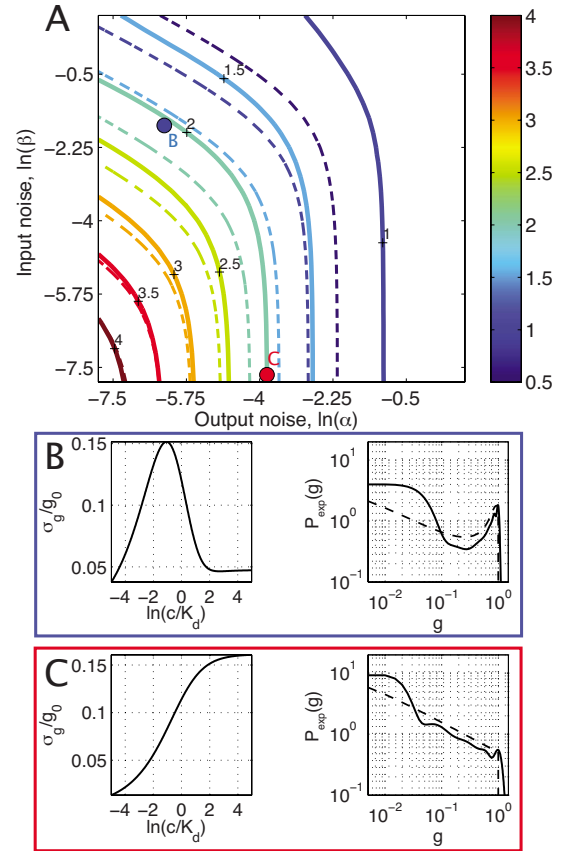 A
Input noise, ln(β)
-0.5
-2.25
-4
-5.75
-7.5
1.5
2
B
1
2.5
3
3.5
4
C
-7.5 -5.75 -4 -2.25 -0.5
Output noise, ln(α)
4
3.5
3
2.5
2
1.5
1
0.5
B
σg/g0
0.15
0.1
0.05
-4 -2 0 2 4
ln(c/Kd)
Pexp(g)
10^1
10^0
10^-1
10^-2 10^-1 10^0
g
C
σg/g0
0.15
0.1
0.05
-4 -2 0 2 4
ln(c/Kd)
Pexp(g)
10^1
10^0
10^-1
10^-2 10^-1 10^0
g